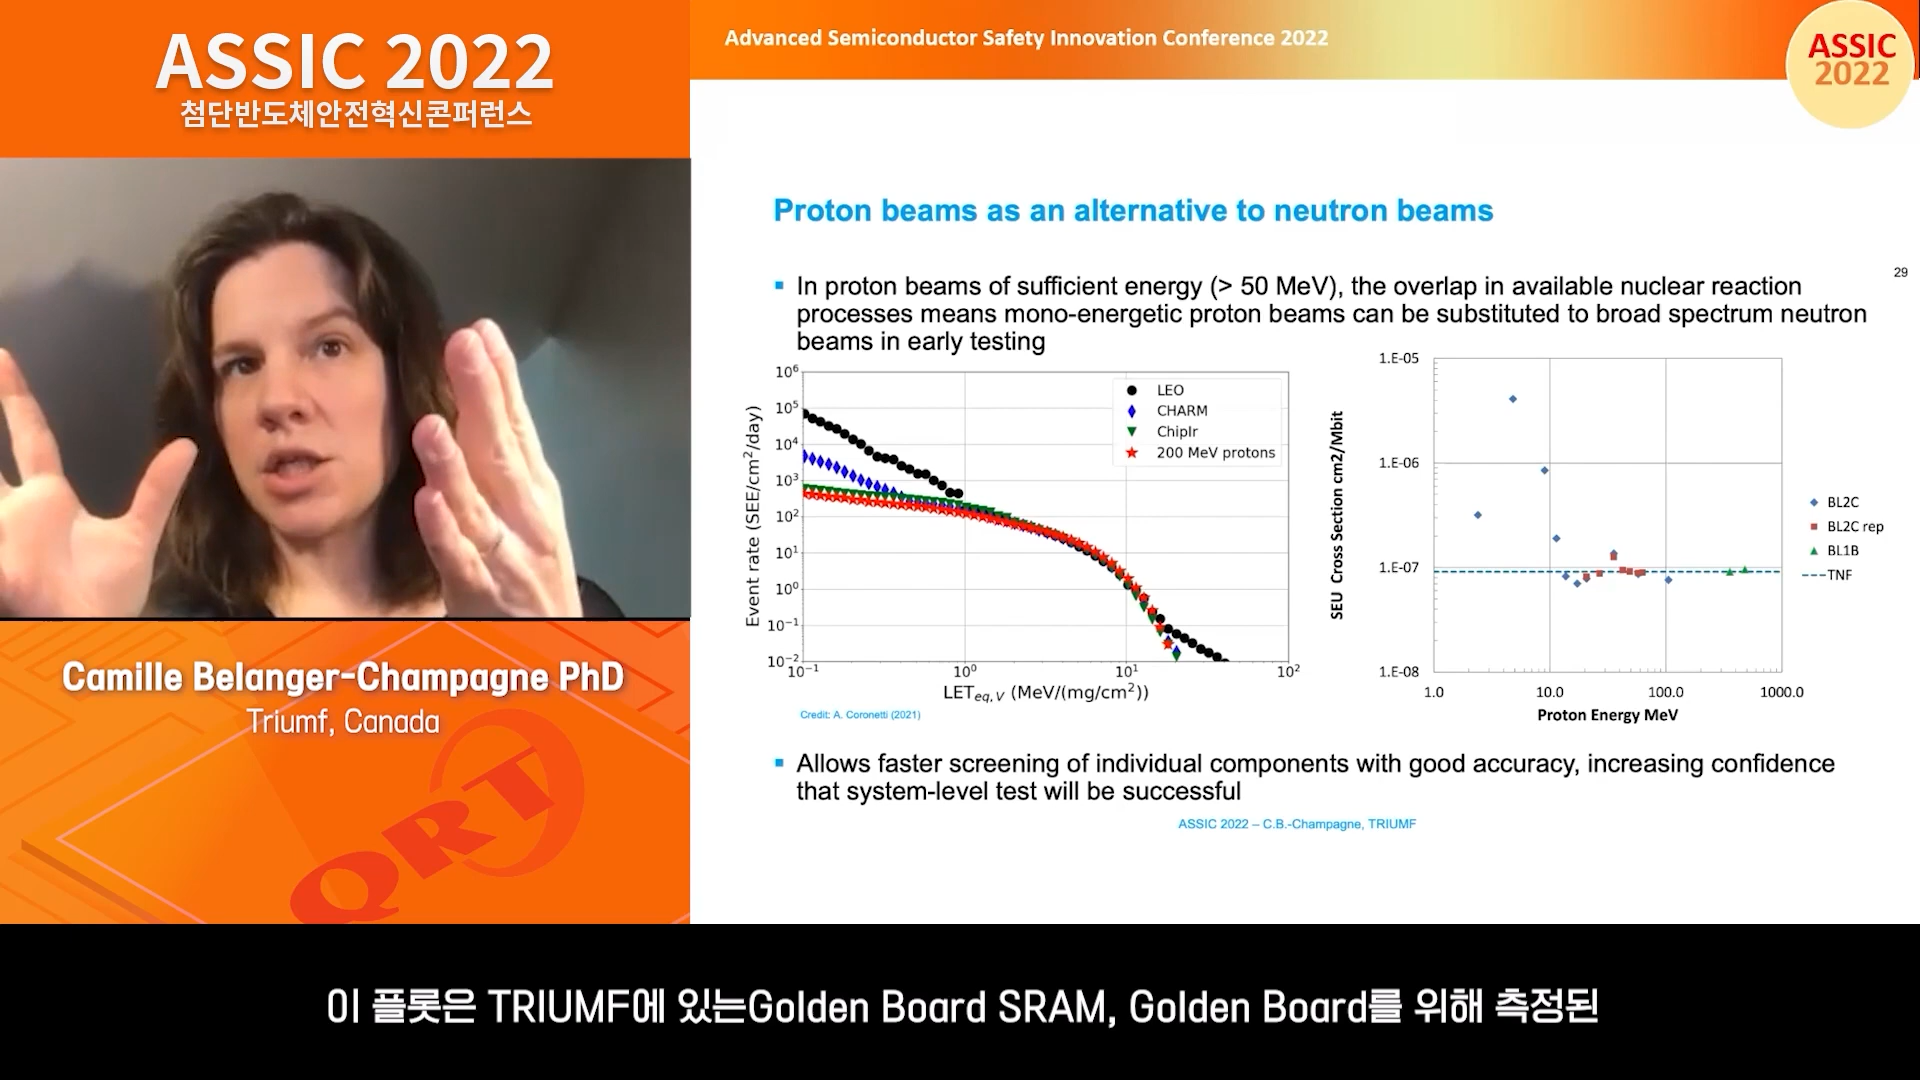 ASSIC 2022
첨단반도체안전혁신콘퍼런스
Camille Belanger-Champagne PhD
Triumf, Canada
QRT
Advanced Semiconductor Safety Innovation Conference 2022
ASSIC
2022
Proton beams as an alternative to neutron beams
29
In proton beams of sufficient energy (> 50 MeV), the overlap in available nuclear reaction
processes means mono-energetic proton beams can be substituted to broad spectrum neutron
beams in early testing
10⁶
10⁵
10⁴
10³
10²
10¹
10⁰
10⁻¹
10⁻²
Event rate (SEE/cm²/day)
LEO
CHARM
ChipIr
200 MeV protons
10⁻¹ 10⁰ 10¹ 10²
LETeq,V (MeV/(mg/cm²))
Credit: A. Coronetti (2021)
1.E-05
1.E-06
1.E-07
1.E-08
SEU Cross Section cm2/Mbit
1.0 10.0 100.0 1000.0
Proton Energy MeV
BL2C
BL2C rep
BL1B
TNF
Allows faster screening of individual components with good accuracy, increasing confidence
that system-level test will be successful
ASSIC 2022 – C.B.-Champagne, TRIUMF
이 플롯은 TRIUMF에 있는Golden Board SRAM, Golden Board를 위해 측정된